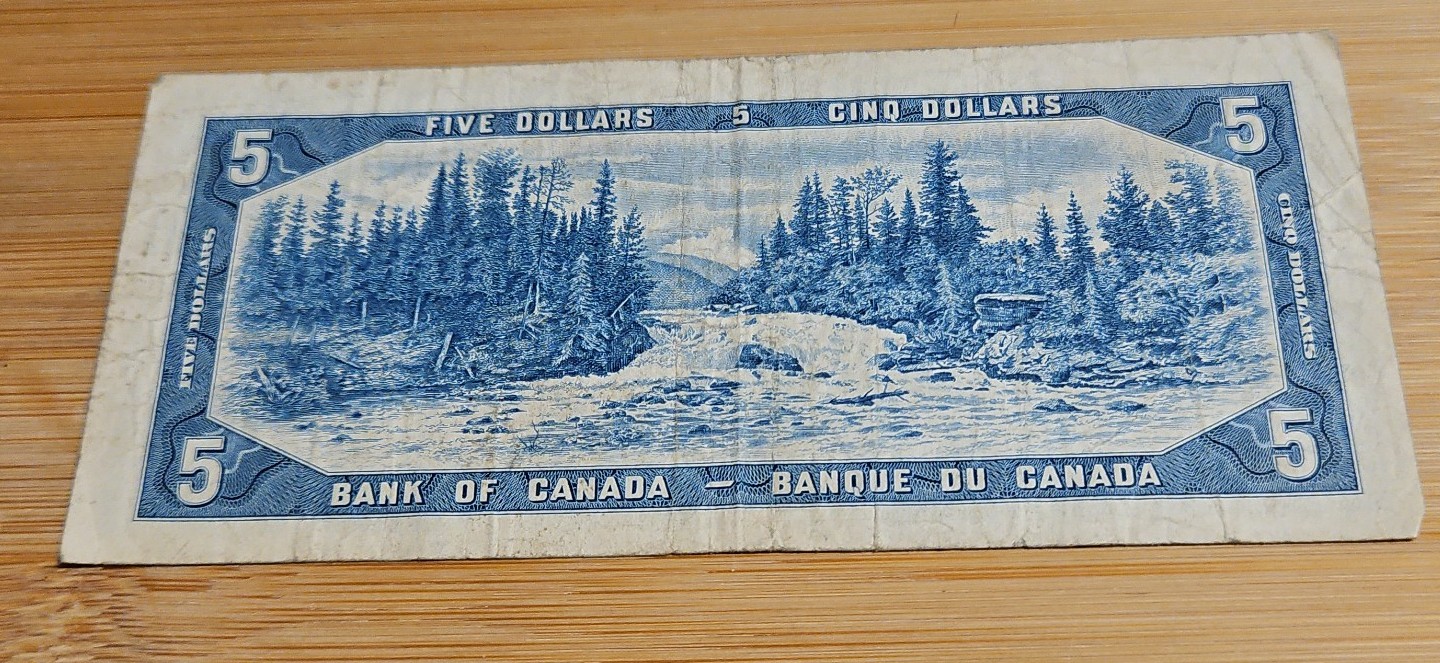 FIVE DOLLARS 5 CINQ DOLLARS
5 5
FIVE DOLLARS
CINQ DOLLARS
5 5
BANK OF CANADA — BANQUE DU CANADA